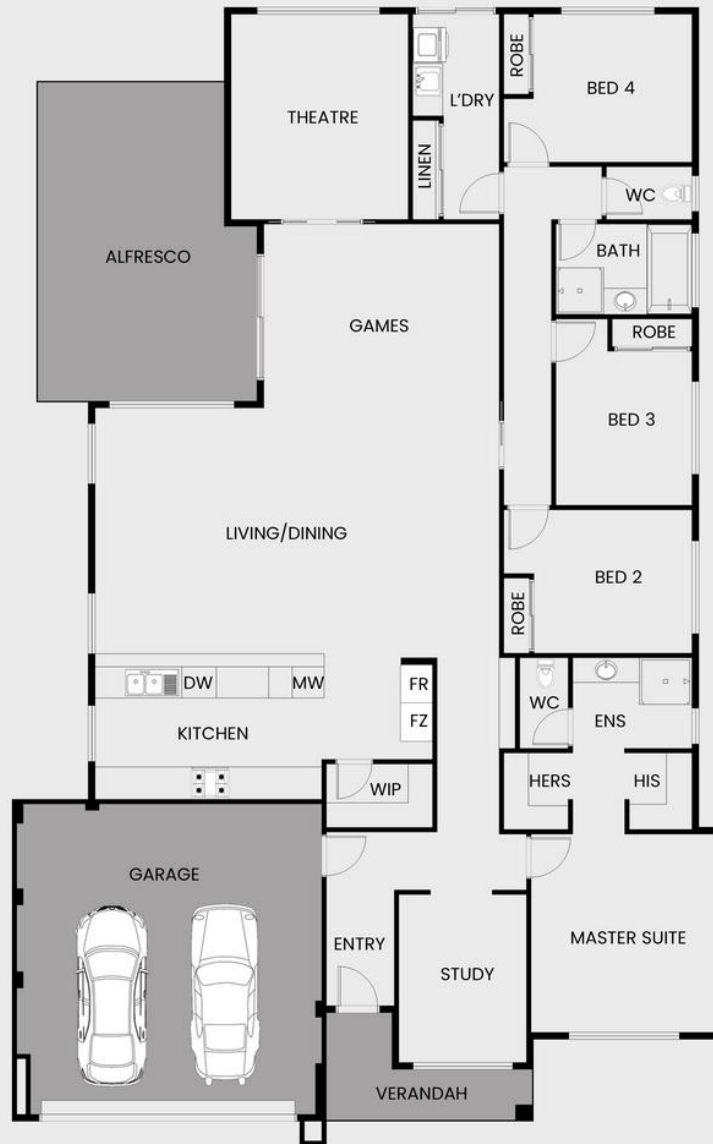 THEATRE
L'DRY
ROBE
BED 4
LINEN
WC
ALFRESCO
BATH
GAMES
ROBE
BED 3
LIVING/DINING
BED 2
ROBE
DW
MW
FR
WC
FZ
ENS
KITCHEN
WIP
HERS
HIS
GARAGE
ENTRY
MASTER SUITE
STUDY
VERANDAH